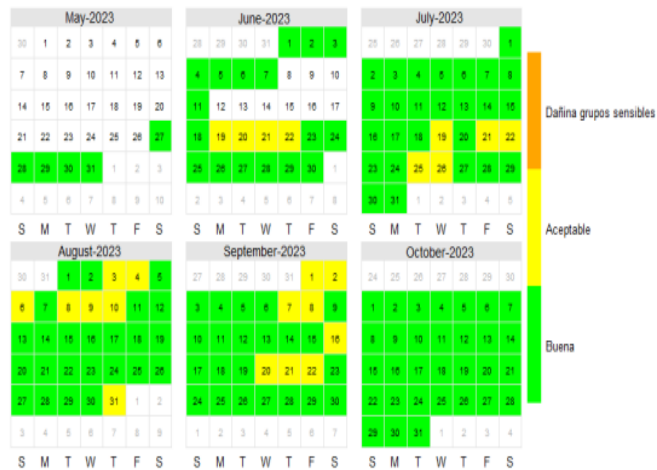 May-2023
30 1 2 3 4 5 6
7 8 9 10 11 12 13
14 15 16 17 18 19 20
21 22 23 24 25 26 27
28 29 30 31 1 2 3
4 5 6 7 8 9 10
S M T W T F S
June-2023
28 29 30 31 1 2 3
4 5 6 7 8 9 10
11 12 13 14 15 16 17
18 19 20 21 22 23 24
25 26 27 28 29 30 1
2 3 4 5 6 7 8
S M T W T F S
July-2023
25 26 27 28 29 30 1
2 3 4 5 6 7 8
9 10 11 12 13 14 15
16 17 18 19 20 21 22
23 24 25 26 27 28 29
30 31 1 2 3 4 5
S M T W T F S
Dañina grupos sensibles
Aceptable
Buena
August-2023
30 31 1 2 3 4 5
6 7 8 9 10 11 12
13 14 15 16 17 18 19
20 21 22 23 24 25 26
27 28 29 30 31 1 2
3 4 5 6 7 8 9
S M T W T F S
September-2023
27 28 29 30 31 1 2
3 4 5 6 7 8 9
10 11 12 13 14 15 16
17 18 19 20 21 22 23
24 25 26 27 28 29 30
1 2 3 4 5 6 7
S M T W T F S
October-2023
24 25 26 27 28 29 30
1 2 3 4 5 6 7
8 9 10 11 12 13 14
15 16 17 18 19 20 21
22 23 24 25 26 27 28
29 30 31 1 2 3 4
S M T W T F S